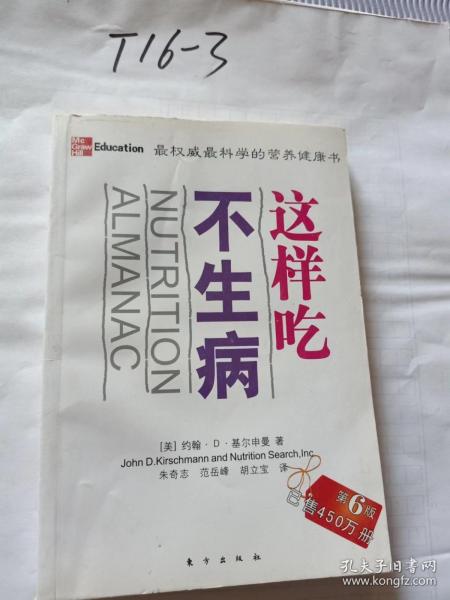 T16-3
Mc
Graw
Hill
Education
最权威最科学的营养健康书
这样吃
不生病
NUTRITION
ALMANAC
[美] 约翰·D·基尔申曼 著
John D.Kirschmann and Nutrition Search,Inc
朱奇志 范岳峰 胡立宝 译
第6版
已售450万册
东方出版社
孔夫子旧书网
www.kongfz.com